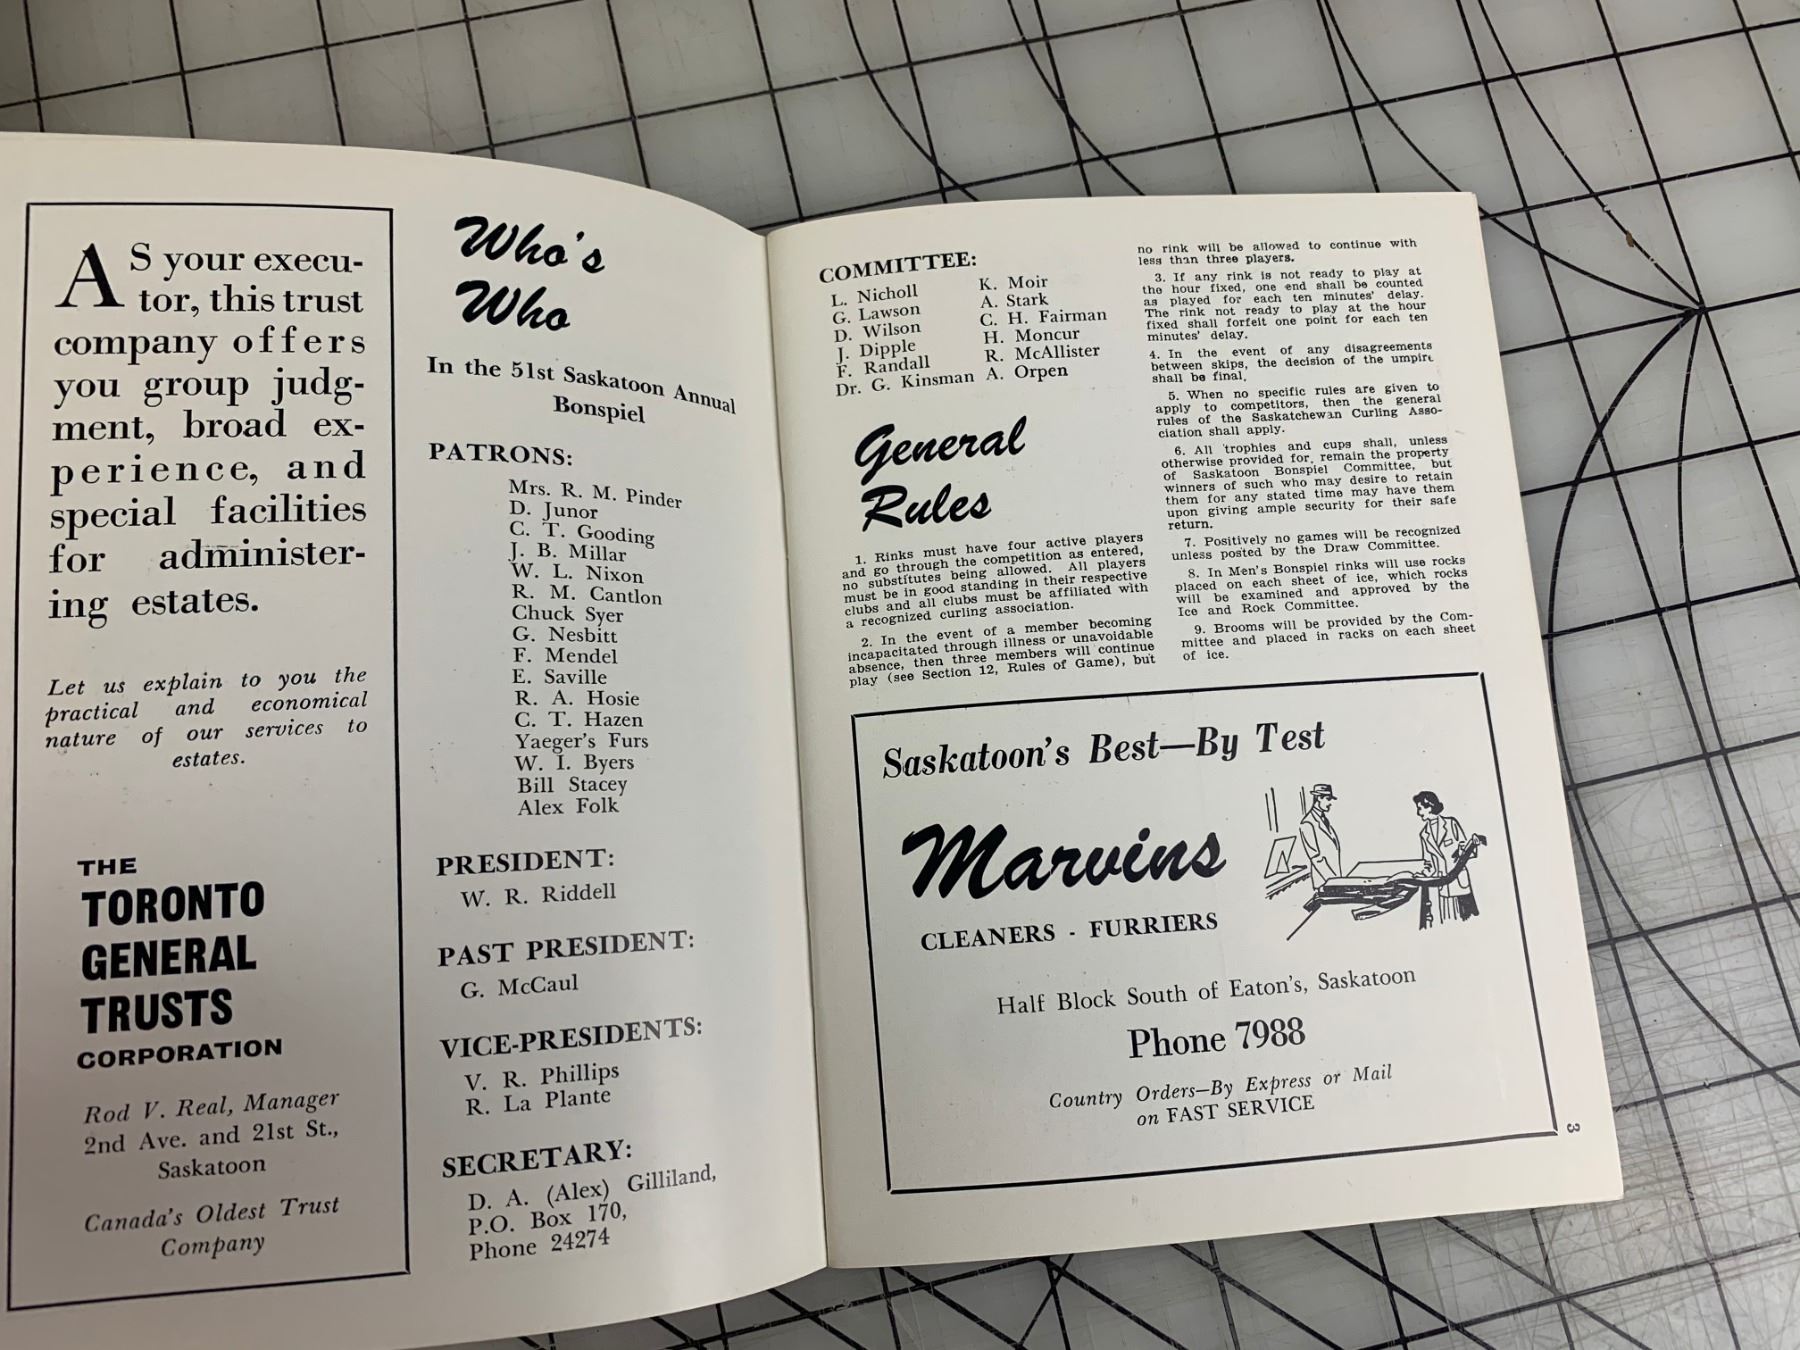 AS your execu-
tor, this trust
company offers
you group judg-
ment, broad ex-
perience, and
special facilities
for administer-
ing estates.
Let us explain to you the
practical and economical
nature of our services to
estates.
THE
TORONTO
GENERAL
TRUSTS
CORPORATION
Rod V. Real, Manager
2nd Ave. and 21st St.,
Saskatoon
Canada's Oldest Trust
Company
Who's
Who
In the 51st Saskatoon Annual
Bonspiel
PATRONS:
Mrs. R. M. Pinder
D. Junor
C. T. Gooding
J. B. Millar
W. L. Nixon
R. M. Cantlon
Chuck Syer
G. Nesbitt
F. Mendel
E. Saville
R. A. Hosie
C. T. Hazen
Yaeger's Furs
W. I. Byers
Bill Stacey
Alex Folk
PRESIDENT:
W. R. Riddell
PAST PRESIDENT:
G. McCaul
VICE-PRESIDENTS:
V. R. Phillips
R. La Plante
SECRETARY:
D. A. (Alex) Gilliland,
P.O. Box 170,
Phone 24274
COMMITTEE:
L. Nicholl
G. Lawson
D. Wilson
J. Dipple
F. Randall
Dr. G. Kinsman
K. Moir
A. Stark
C. H. Fairman
H. Moncur
R. McAllister
A. Orpen
General
Rules
1. Rinks must have four active players
and go through the competition as entered,
no substitutes being allowed. All players
must be in good standing in their respective
clubs and all clubs must be affiliated with
a recognized curling association.
2. In the event of a member becoming
incapacitated through illness or unavoidable
absence, then three members will continue
play (see Section 12, Rules of Game), but
no rink will be allowed to continue with
less than three players.
3. If any rink is not ready to play at
the hour fixed, one end shall be counted
as played for each ten minutes' delay.
The rink not ready to play at the hour
fixed shall forfeit one point for each ten
minutes' delay.
4. In the event of any disagreements
between skips, the decision of the umpire
shall be final.
5. When no specific rules are given to
apply to competitors, then the general
rules of the Saskatchewan Curling Asso-
ciation shall apply.
6. All trophies and cups shall, unless
otherwise provided for, remain the property
of Saskatoon Bonspiel Committee, but
winners of such who may desire to retain
them for any stated time may have them
upon giving ample security for their safe
return.
7. Positively no games will be recognized
unless posted by the Draw Committee.
8. In Men's Bonspiel rinks will use rocks
placed on each sheet of ice, which rocks
will be examined and approved by the
Ice and Rock Committee.
9. Brooms will be provided by the Com-
mittee and placed in racks on each sheet
of ice.
Saskatoon's Best—By Test
Marvins
CLEANERS - FURRIERS
Half Block South of Eaton's, Saskatoon
Phone 7988
Country Orders—By Express or Mail
on FAST SERVICE
3